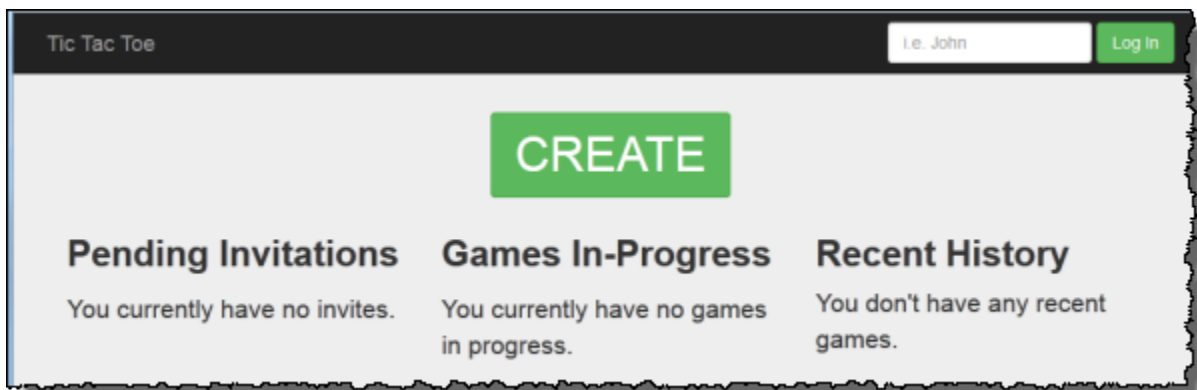 Tic Tac Toe
i.e. John
Log In
CREATE
Pending Invitations
You currently have no invites.
Games In-Progress
You currently have no games
in progress.
Recent History
You don't have any recent
games.